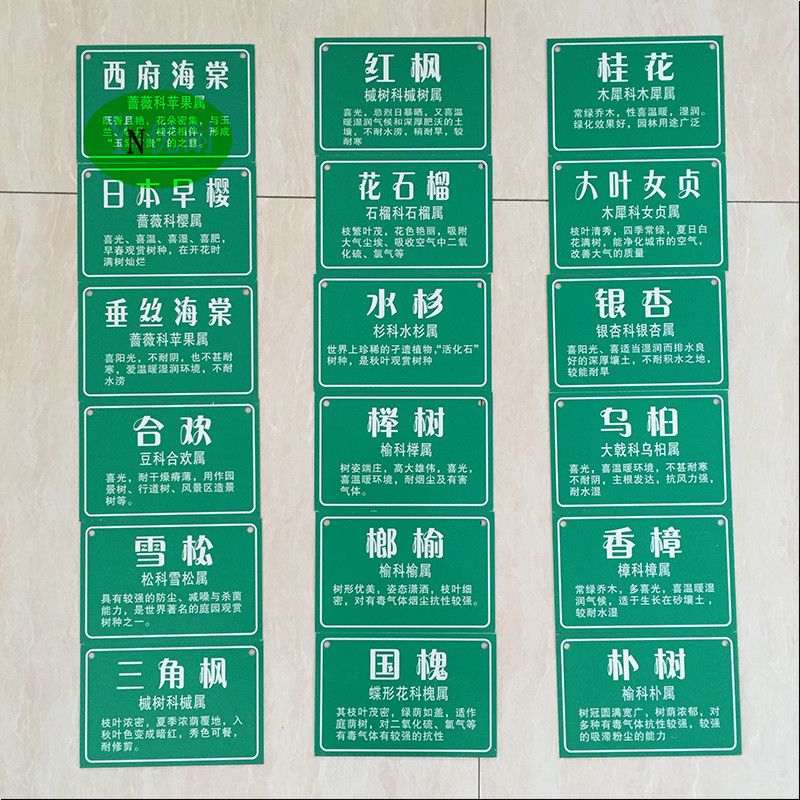 西府海棠
蔷薇科苹果属
既香且艳，花朵密集，与玉
兰、
桂花相伴，形成
“玉
的意。
日本早樱
蔷薇科樱属
喜光、喜温、喜湿、喜肥，
早春观赏树种，在开花时
满树灿烂
垂丝海棠
蔷薇科苹果属
喜阳光，不耐阴，也不甚耐
寒，爱温暖湿润环境，不耐
水涝
合欢
豆科合欢属
喜光，耐干燥瘠薄，用作园
景树、行道树、风景区造景
树等。
雪松
松科雪松属
具有较强的防尘、减噪与杀菌
能力，是世界著名的庭园观赏
树种之一。
三角枫
槭树科槭属
枝叶浓密，夏季浓荫覆地，入
秋叶色变成暗红，秀色可餐，
耐修剪。
红枫
槭树科槭树属
喜光，忌烈日暴晒，又喜温
暖湿润气候和深厚肥沃的土
壤，不耐水涝，稍耐旱，较
耐寒
花石榴
石榴科石榴属
枝繁叶茂，花色艳丽，吸附
大气尘埃、吸收空气中二氧
化硫、氯气等
水杉
杉科水杉属
世界上珍稀的孑遗植物，“活化石”
树种，是秋叶观赏树种
榉树
榆科榉属
树姿端庄，高大雄伟，喜光，
喜温暖环境，耐烟尘及有害
气体。
榔榆
榆科榆属
树形优美，姿态潇洒，枝叶细
密，对有毒气体烟尘抗性较强。
国槐
蝶形花科槐属
其枝叶茂密，绿荫如盖，适作
庭荫树，对二氧化硫、氯气等
有毒气体有较强的抗性
桂花
木犀科木犀属
常绿乔木，性喜温暖，湿润。
绿化效果好，园林用途广泛
大叶女贞
木犀科女贞属
枝叶清秀，四季常绿，夏日白
花满树，能净化城市的空气，
改善大气的质量
银杏
银杏科银杏属
喜阳光、喜适当湿润而排水良
好的深厚壤土，不耐积水之地，
较能耐旱
乌桕
大戟科乌桕属
喜光，喜温暖环境，不甚耐寒
不耐阴，主根发达，抗风力强，
耐水湿
香樟
樟科樟属
常绿乔木，多喜光，喜温暖湿
润气候，适于生长在砂壤土，
较耐水湿
朴树
榆科朴属
树冠圆满宽广，树荫浓郁，对
多种有毒气体抗性较强，较强
的吸滞粉尘的能力